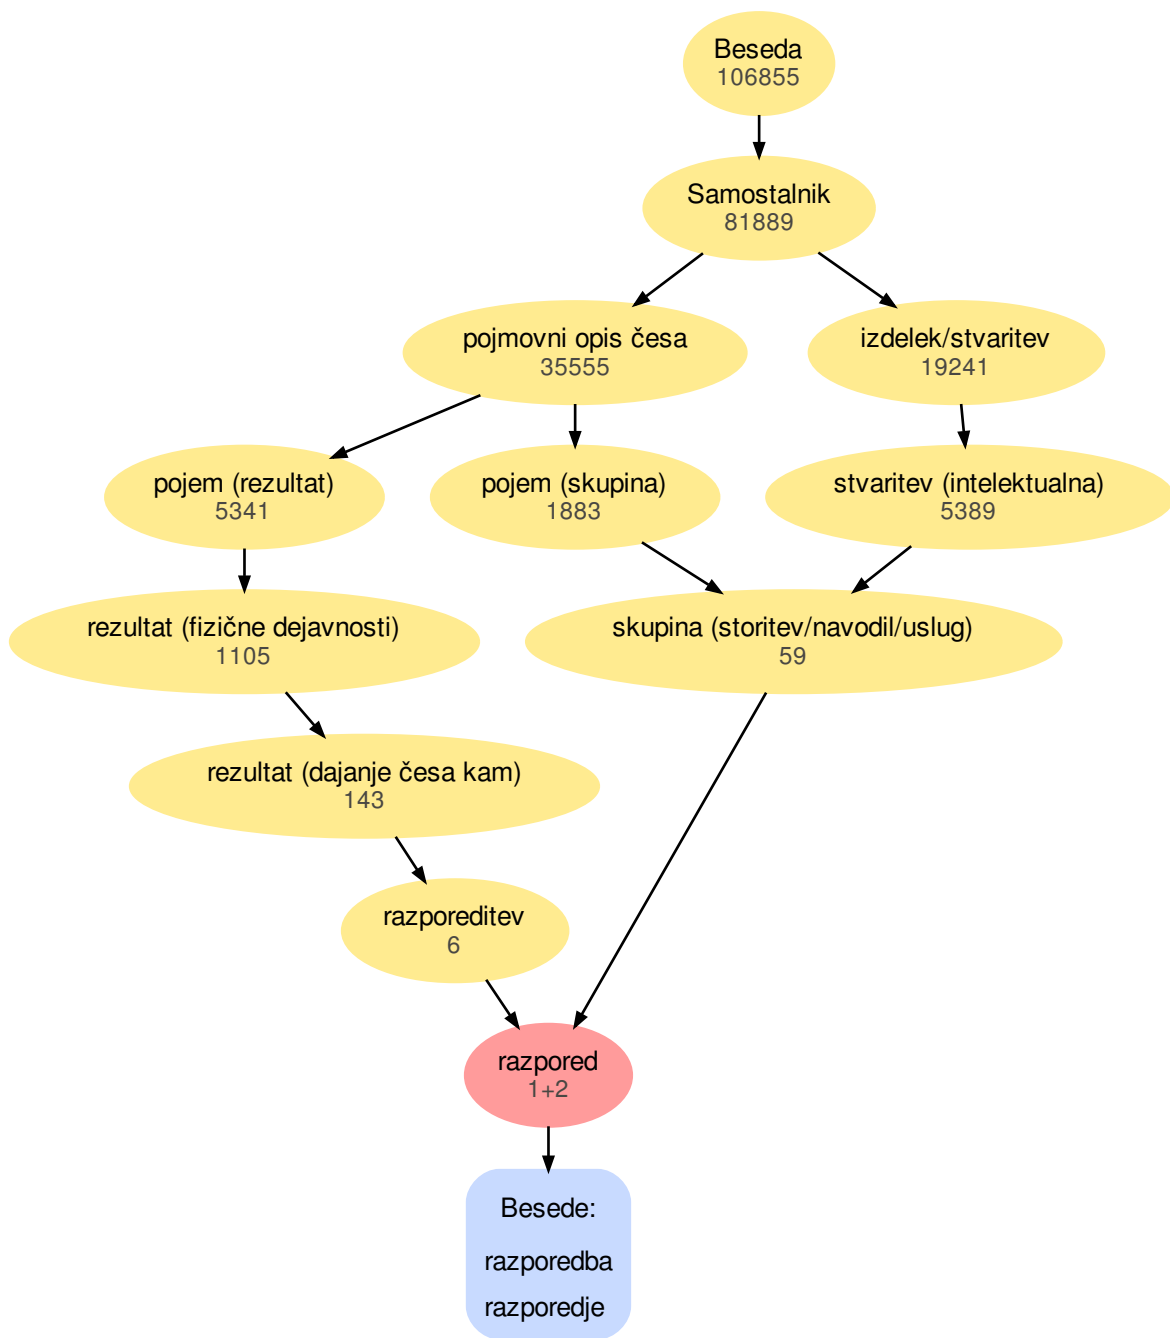 Beseda
106855
Samostalnik
81889
pojmovni opis česa
35555
izdelek/stvaritev
19241
pojem (rezultat)
5341
pojem (skupina)
1883
stvaritev (intelektualna)
5389
rezultat (fizične dejavnosti)
1105
skupina (storitev/navodil/uslug)
59
rezultat (dajanje česa kam)
143
razporeditev
6
razpored
1+2
Besede:
razporedba
razporedje